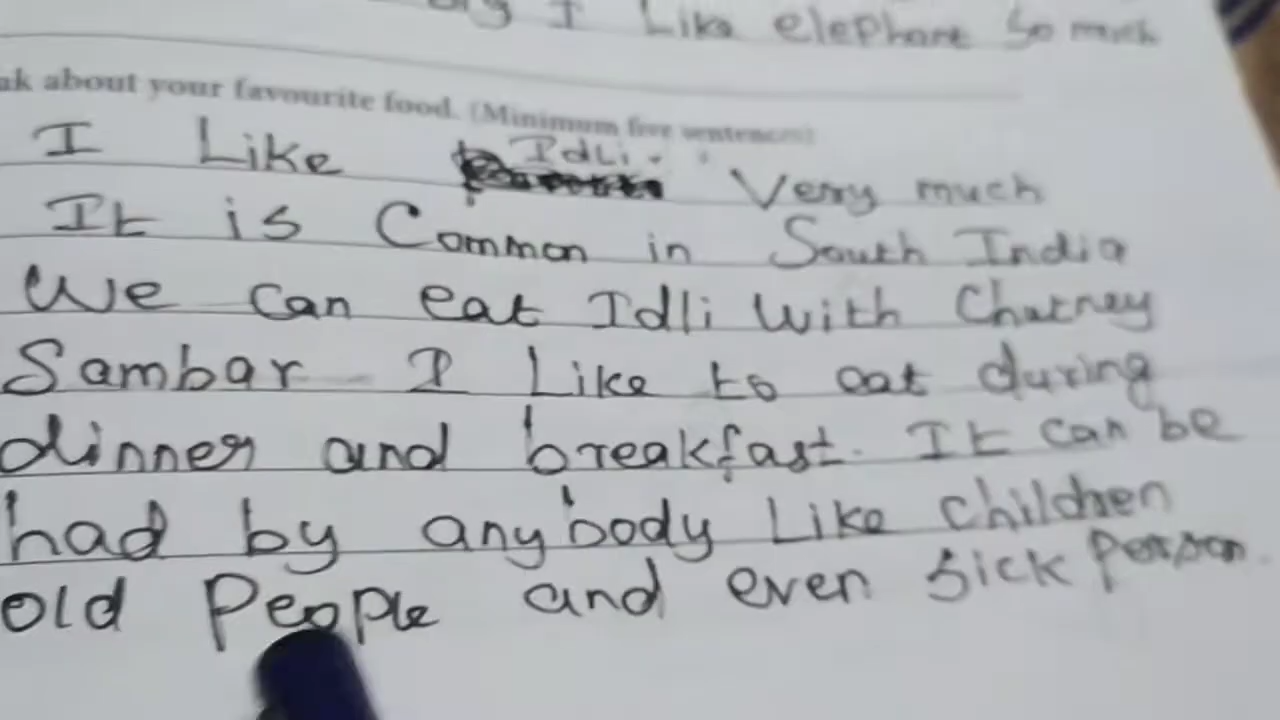 I Like elephant so much
ak about your favourite food. (Minimum five sentences)
I Like Idli. Very much
It is Common in South India
We can eat Idli with Chutney
Sambar I Like to eat during
dinner and breakfast. It can be
had by anybody Like children
old People and even sick person.